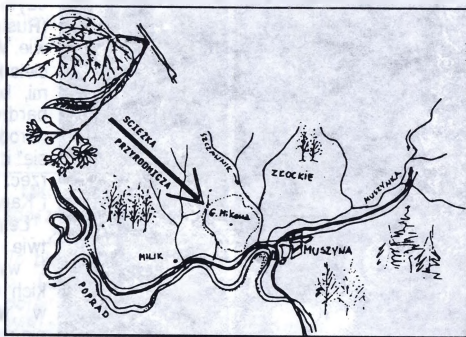 ŚCIEŻKA
PRZYRODNICZA
SZCZAWNIK
ZŁOCKIE
MUSZYNKA
G. Mikowa
MILIK
MUSZYNA
POPRAD